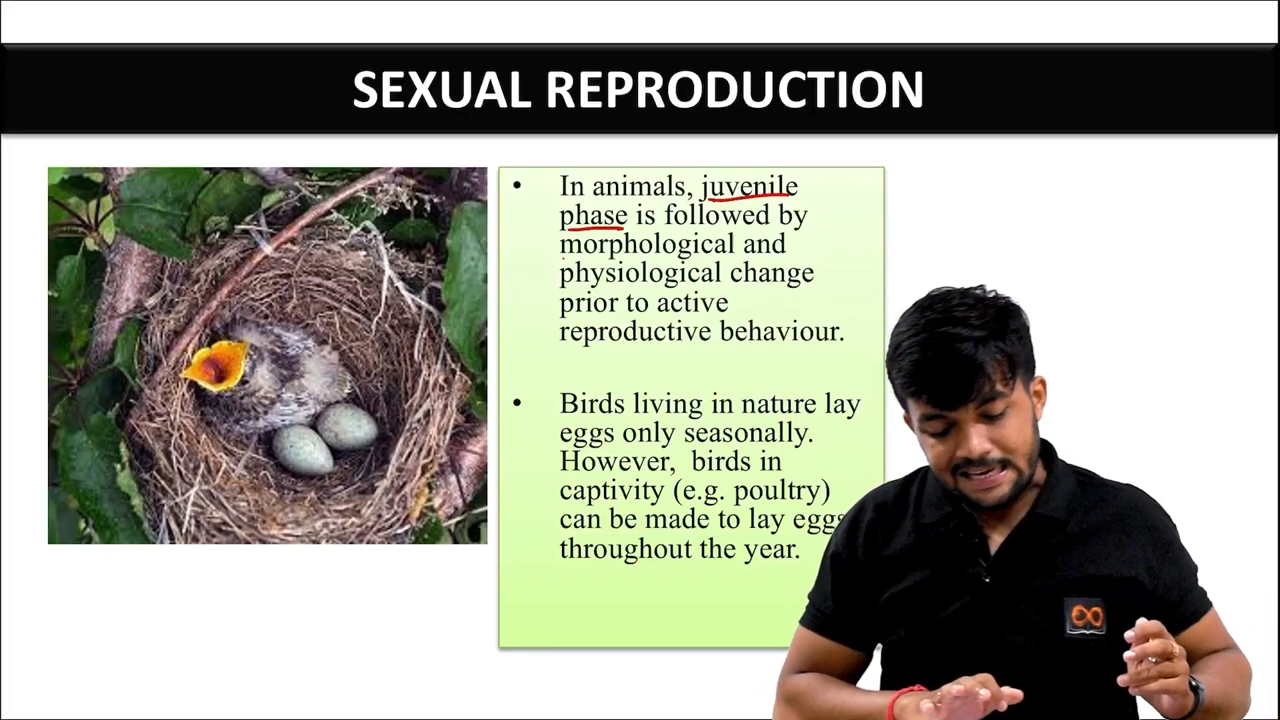 SEXUAL REPRODUCTION
• In animals, juvenile
phase is followed by
morphological and
physiological change
prior to active
reproductive behaviour.
• Birds living in nature lay
eggs only seasonally.
However, birds in
captivity (e.g. poultry)
can be made to lay eggs
throughout the year.